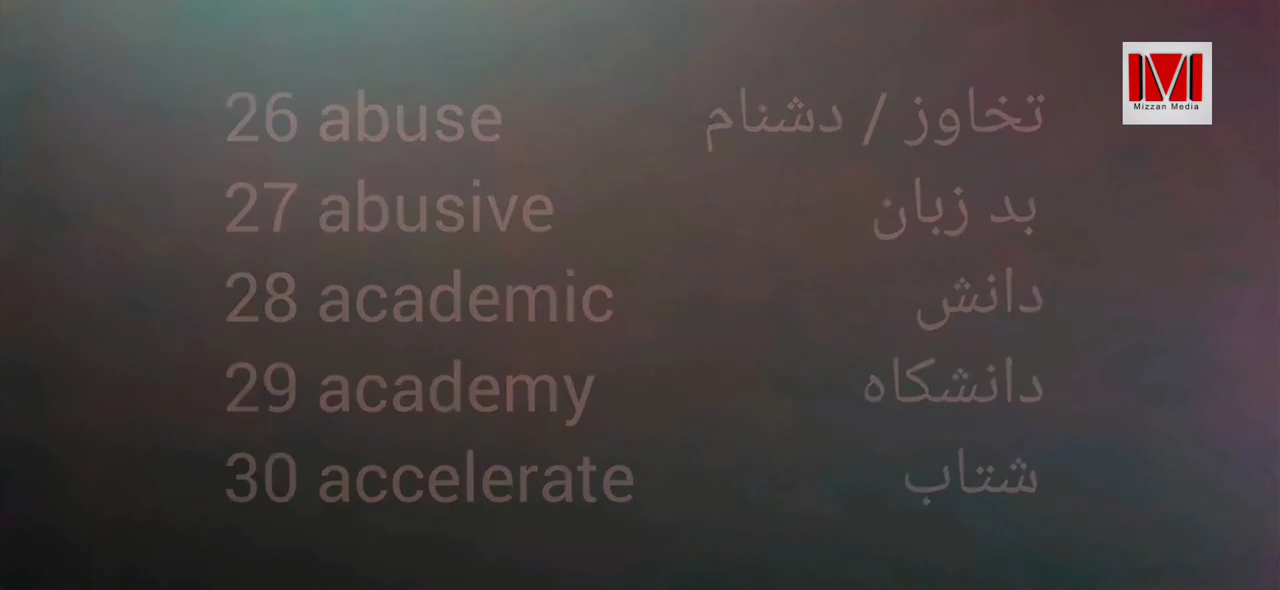 26 abuse تخاوز / دشنام
27 abusive بد زبان
28 academic دانش
29 academy دانشکاه
30 accelerate شتاب
M
Mizzan Media